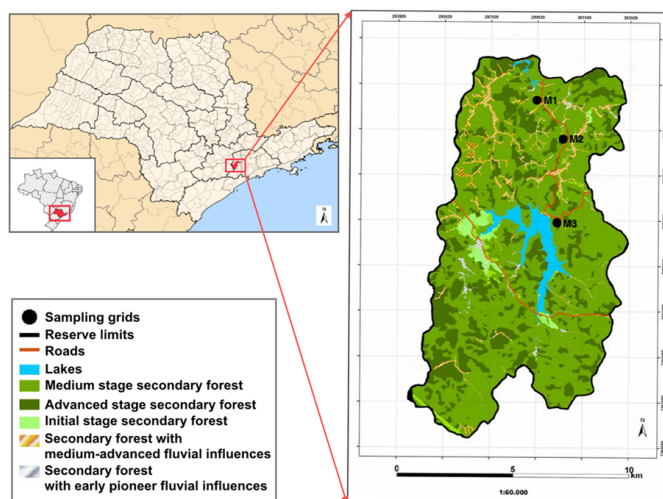 M1
M2
M3
N
Sampling grids
Reserve limits
Roads
Lakes
Medium stage secondary forest
Advanced stage secondary forest
Initial stage secondary forest
Secondary forest with
medium-advanced fluvial influences
Secondary forest
with early pioneer fluvial influences
N
0 5 10
km
1:60.000